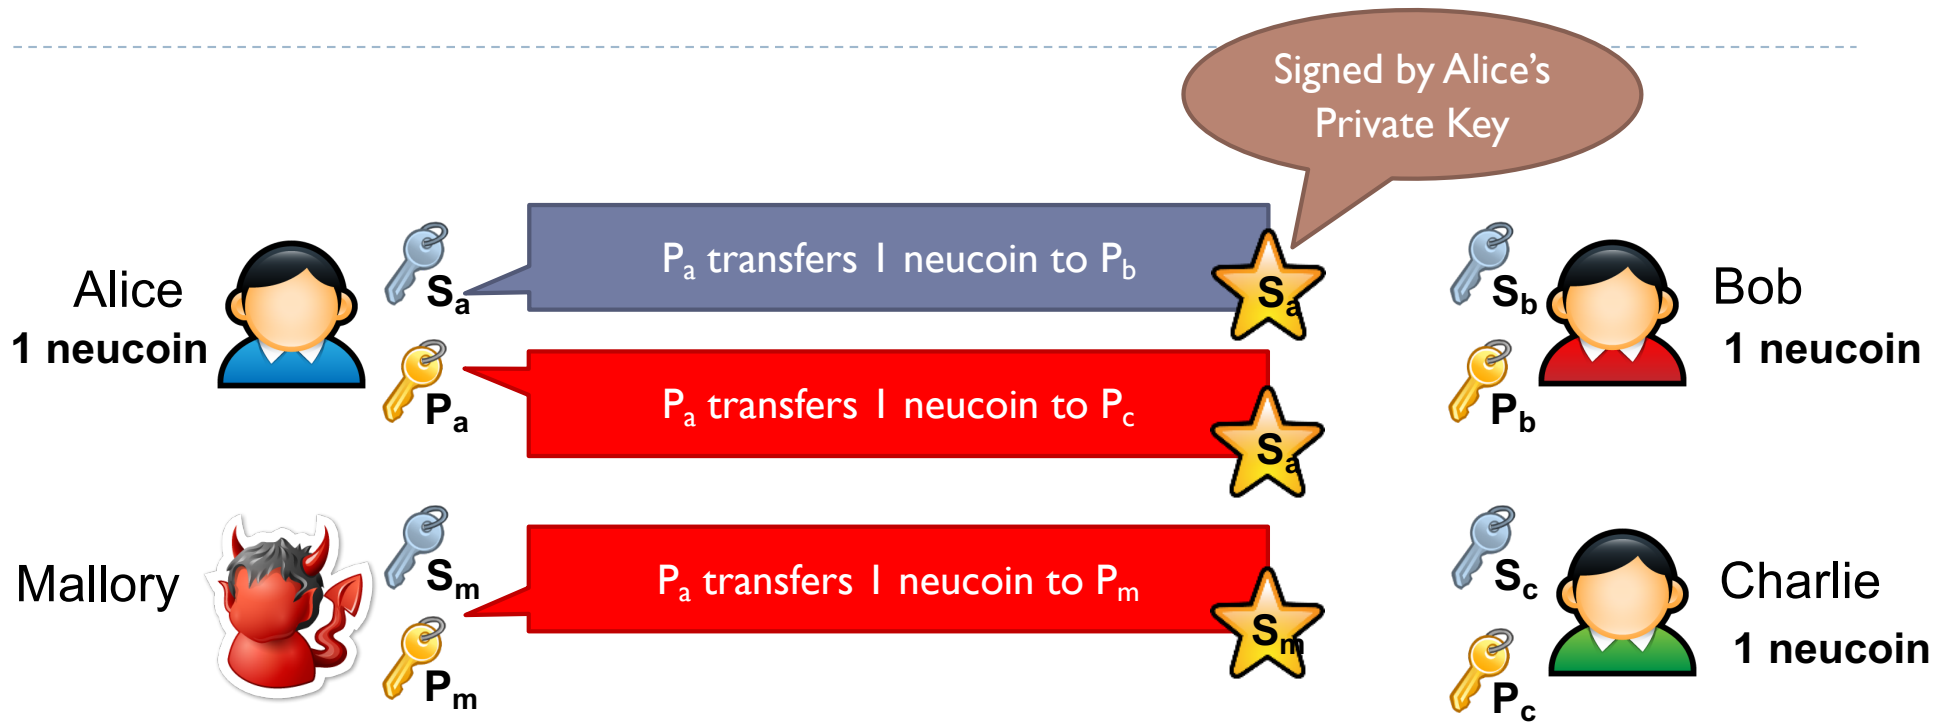 Signed by Alice's
Private Key
Alice
1 neucoin
Sa
Pa
Pa transfers 1 neucoin to Pb
Sa
Sb
Pb
Bob
1 neucoin
Pa transfers 1 neucoin to Pc
Sa
Mallory
Sm
Pm
Pa transfers 1 neucoin to Pm
Sm
Sc
Pc
Charlie
1 neucoin